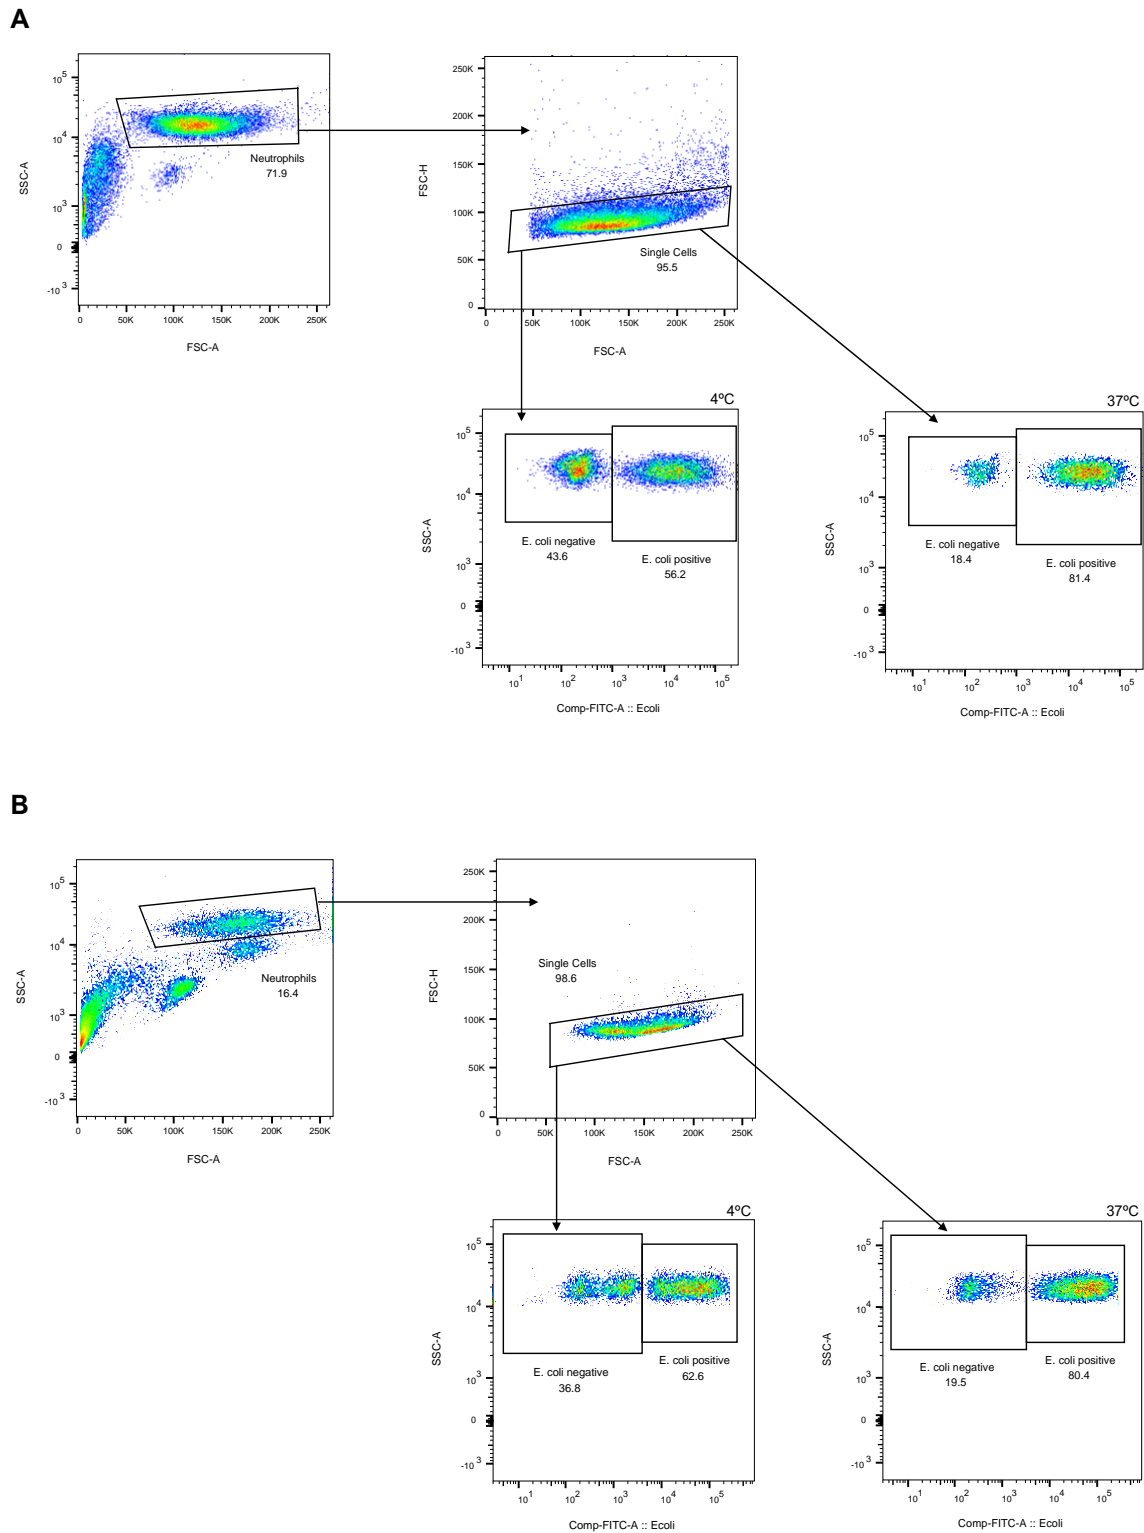 A
10 5
10 4
10 3
0
-10 3
SSC-A
Neutrophils
71.9
0 50K 100K 150K 200K 250K
FSC-A
250K
200K
150K
100K
50K
0
FSC-H
Single Cells
95.5
0 50K 100K 150K 200K 250K
FSC-A
4ºC
10 5
10 4
10 3
0
-10 3
SSC-A
E. coli negative
43.6
E. coli positive
56.2
10 1 10 2 10 3 10 4 10 5
Comp-FITC-A :: Ecoli
37ºC
10 5
10 4
10 3
0
-10 3
SSC-A
E. coli negative
18.4
E. coli positive
81.4
10 1 10 2 10 3 10 4 10 5
Comp-FITC-A :: Ecoli
B
10 5
10 4
10 3
0
-10 3
SSC-A
Neutrophils
16.4
0 50K 100K 150K 200K 250K
FSC-A
250K
200K
150K
100K
50K
0
FSC-H
Single Cells
98.6
0 50K 100K 150K 200K 250K
FSC-A
4ºC
10 5
10 4
10 3
0
-10 3
SSC-A
E. coli negative
36.8
E. coli positive
62.6
10 1 10 2 10 3 10 4 10 5
Comp-FITC-A :: Ecoli
37ºC
10 5
10 4
10 3
0
-10 3
SSC-A
E. coli negative
19.5
E. coli positive
80.4
10 1 10 2 10 3 10 4 10 5
Comp-FITC-A :: Ecoli